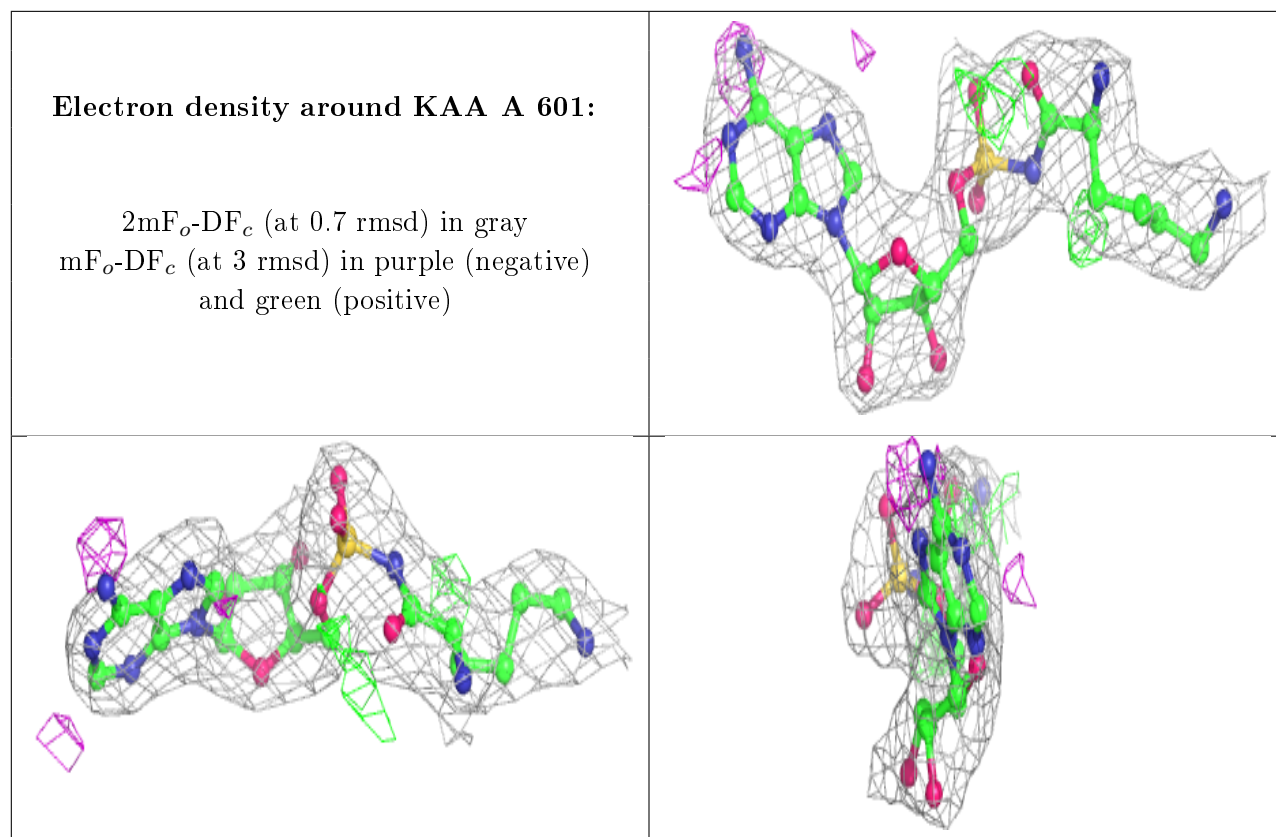 Electron density around KAA A 601:
2mFₒ-DF𝒸 (at 0.7 rmsd) in gray
mFₒ-DF𝒸 (at 3 rmsd) in purple (negative)
and green (positive)